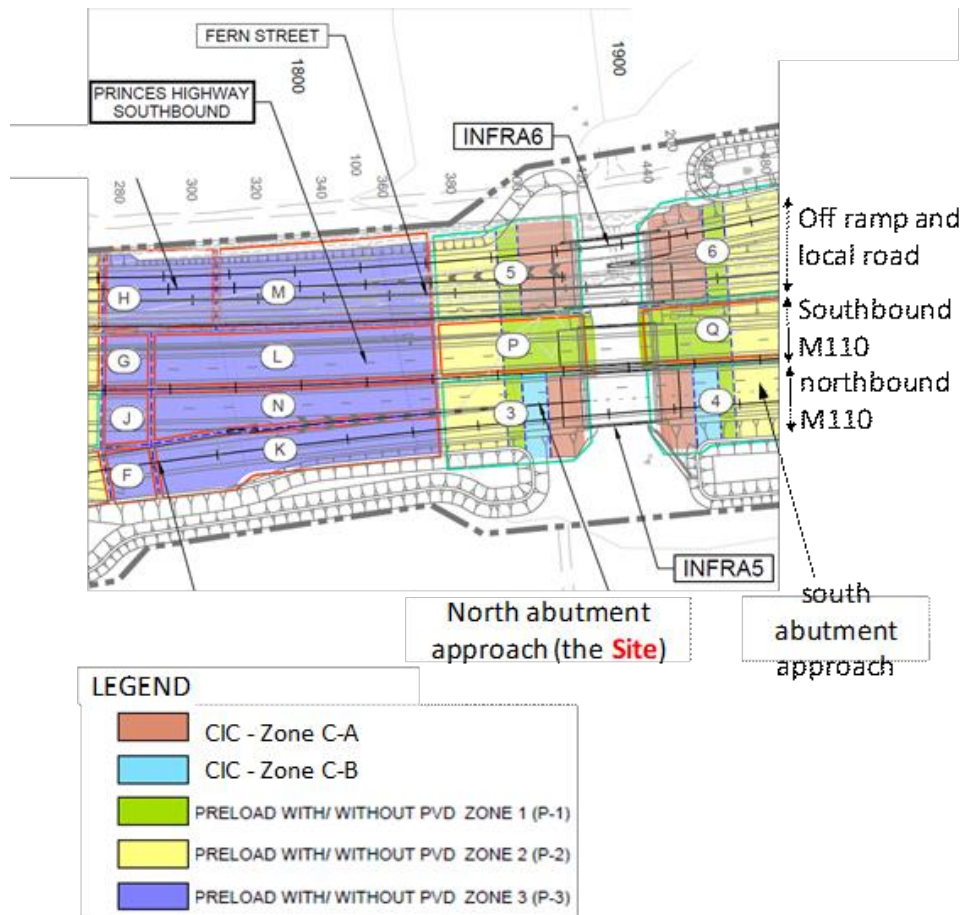 FERN STREET
1900
1800
PRINCES HIGHWAY
SOUTHBOUND
INFRA6
280
300
320
340
100
360
380
440
200
480
Off ramp and
local road
5
6
H
M
Southbound
M110
G
L
P
Q
northbound
M110
J
N
3
4
F
K
INFRA5
North abutment
approach (the Site)
south
abutment
approach
LEGEND
CIC - Zone C-A
CIC - Zone C-B
PRELOAD WITH/ WITHOUT PVD ZONE 1 (P-1)
PRELOAD WITH/ WITHOUT PVD ZONE 2 (P-2)
PRELOAD WITH/ WITHOUT PVD ZONE 3 (P-3)